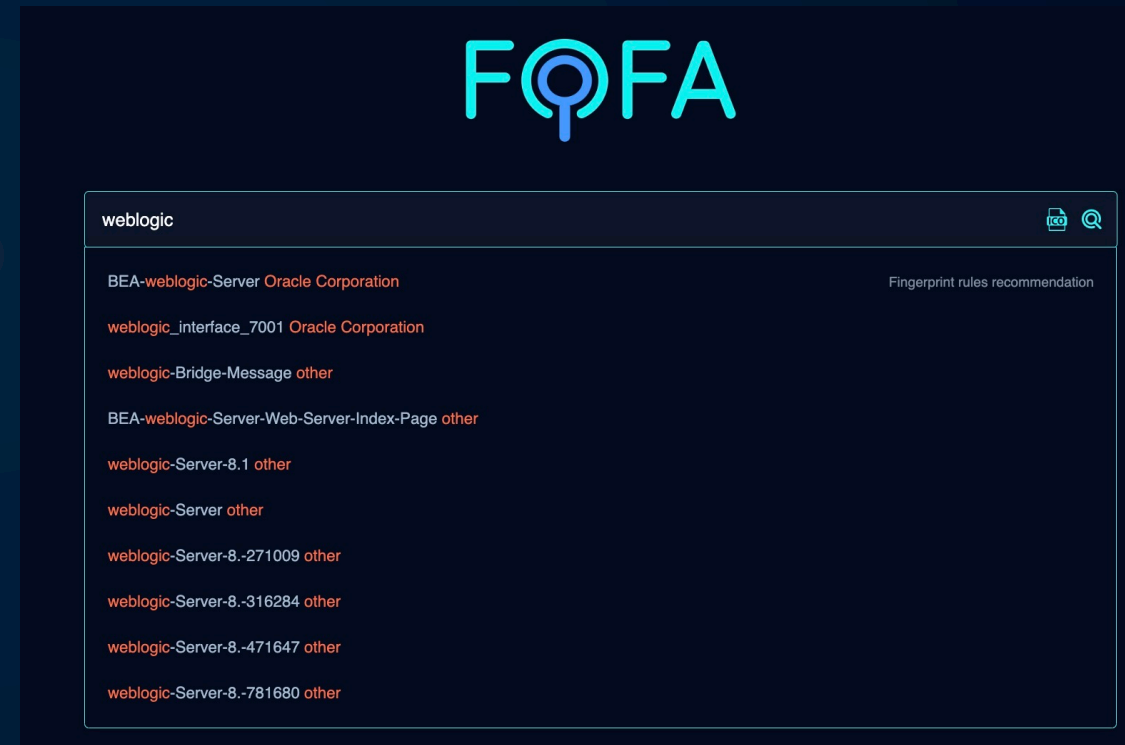 FOFA
weblogic
ICO
BEA-weblogic-Server Oracle Corporation
Fingerprint rules recommendation
weblogic_interface_7001 Oracle Corporation
weblogic-Bridge-Message other
BEA-weblogic-Server-Web-Server-Index-Page other
weblogic-Server-8.1 other
weblogic-Server other
weblogic-Server-8.-271009 other
weblogic-Server-8.-316284 other
weblogic-Server-8.-471647 other
weblogic-Server-8.-781680 other